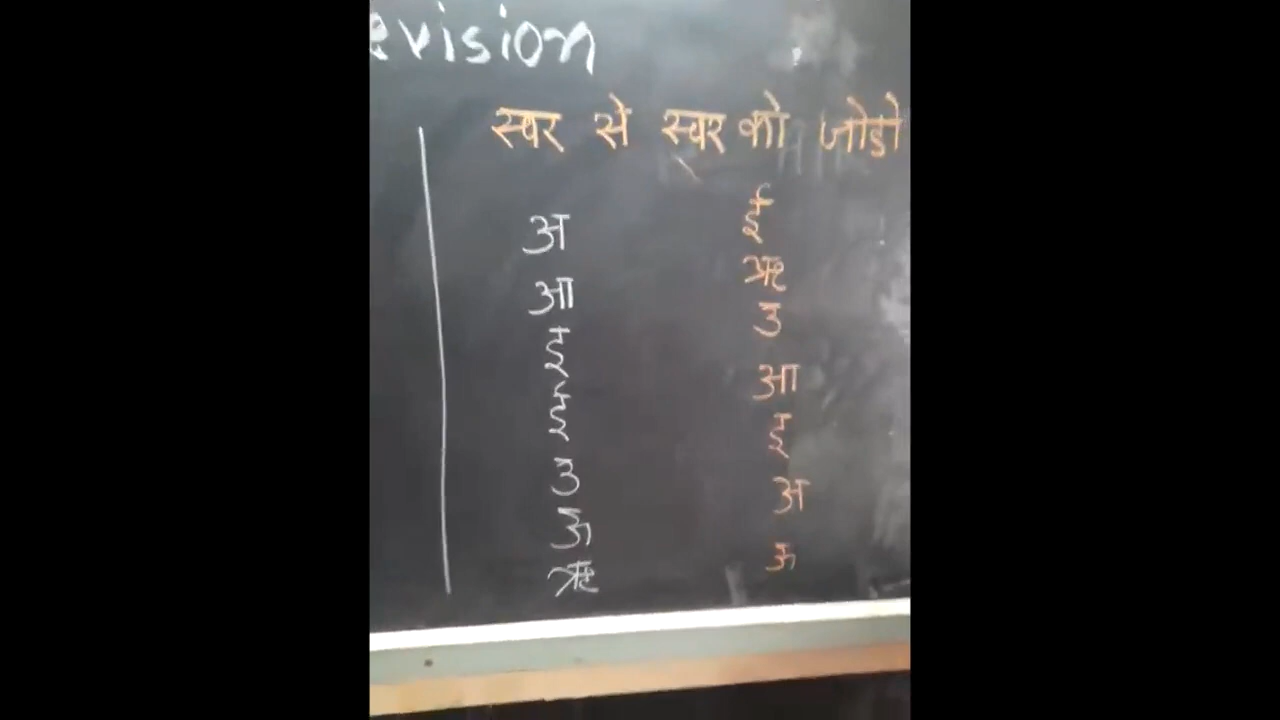 evision
स्वर से स्वर को जोडो
अ ई
आ ऋ
इ उ
ई आ
उ इ
ऊ अ
ऋ ऊ